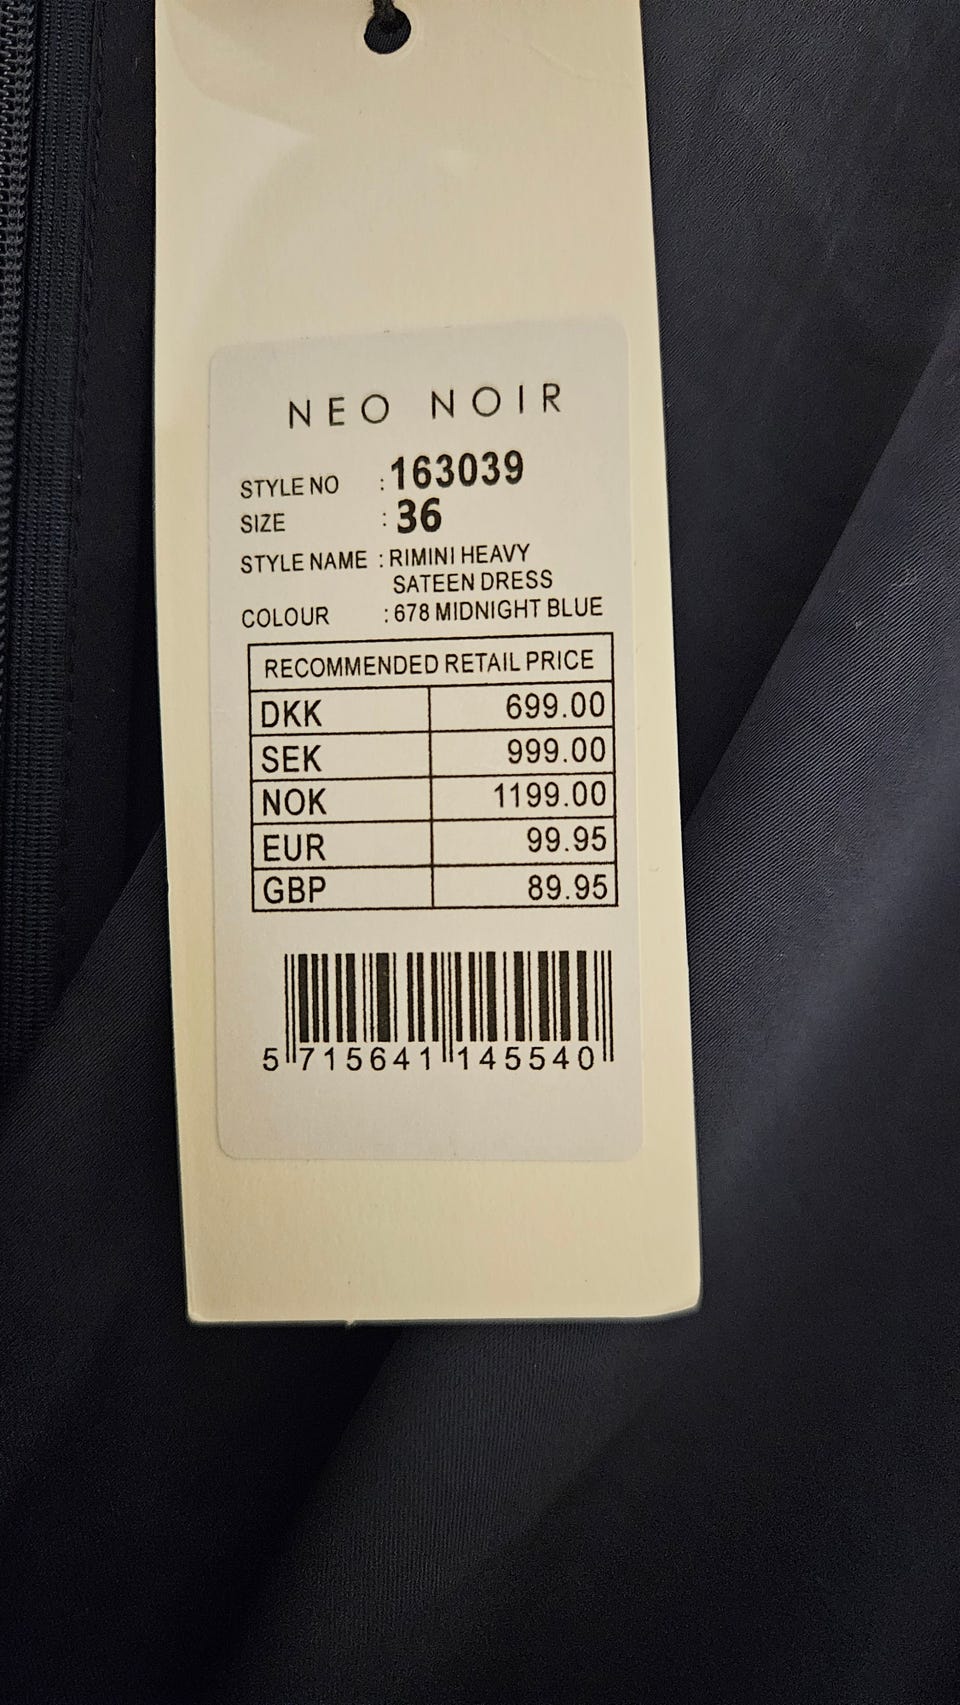 NEO NOIR
STYLE NO : 163039
SIZE : 36
STYLE NAME : RIMINI HEAVY
SATEEN DRESS
COLOUR : 678 MIDNIGHT BLUE
RECOMMENDED RETAIL PRICE
DKK 699.00
SEK 999.00
NOK 1199.00
EUR 99.95
GBP 89.95
5 715641 145540